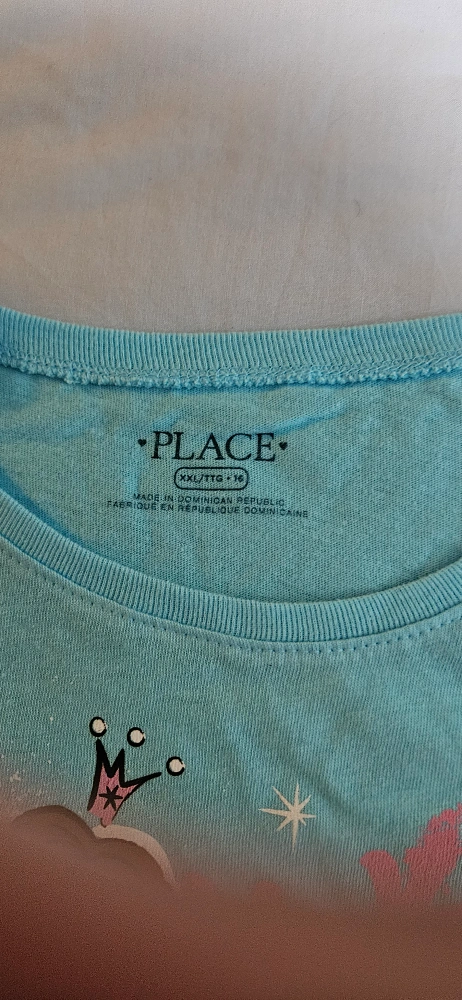 ♥PLACE♥
XXL/TTG • 16
MADE IN DOMINICAN REPUBLIC
FABRIQUÉ EN RÉPUBLIQUE DOMINICAINE